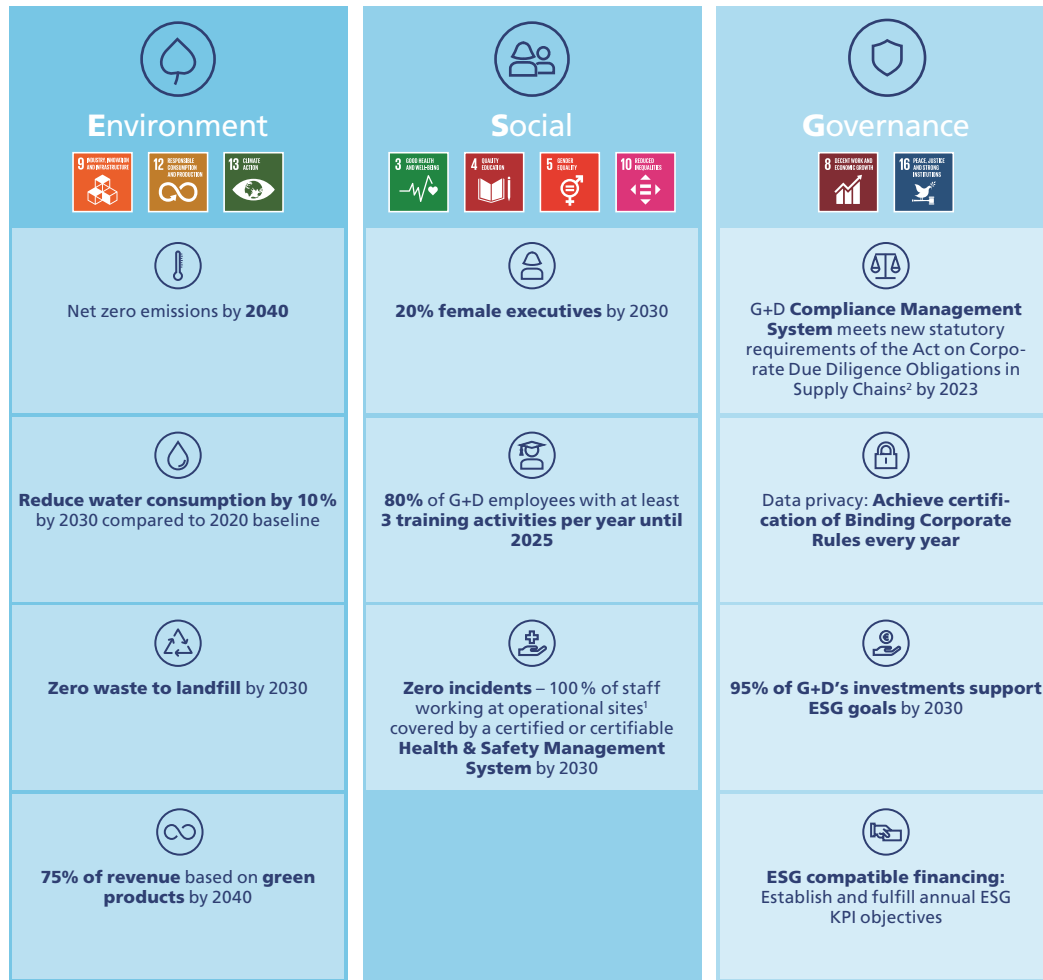 Environment
9 INDUSTRY, INNOVATION
AND INFRASTRUCTURE
12 RESPONSIBLE
CONSUMPTION
AND PRODUCTION
13 CLIMATE
ACTION
Net zero emissions by 2040
Reduce water consumption by 10%
by 2030 compared to 2020 baseline
Zero waste to landfill by 2030
75% of revenue based on green
products by 2040
Social
3 GOOD HEALTH
AND WELL-BEING
4 QUALITY
EDUCATION
5 GENDER
EQUALITY
10 REDUCED
INEQUALITIES
20% female executives by 2030
80% of G+D employees with at least
3 training activities per year until
2025
Zero incidents – 100% of staff
working at operational sites¹
covered by a certified or certifiable
Health & Safety Management
System by 2030
Governance
8 DECENT WORK AND
ECONOMIC GROWTH
16 PEACE, JUSTICE
AND STRONG
INSTITUTIONS
G+D Compliance Management
System meets new statutory
requirements of the Act on Corpo-
rate Due Diligence Obligations in
Supply Chains² by 2023
Data privacy: Achieve certifi-
cation of Binding Corporate
Rules every year
€
95% of G+D's investments support
ESG goals by 2030
ESG compatible financing:
Establish and fulfill annual ESG
KPI objectives